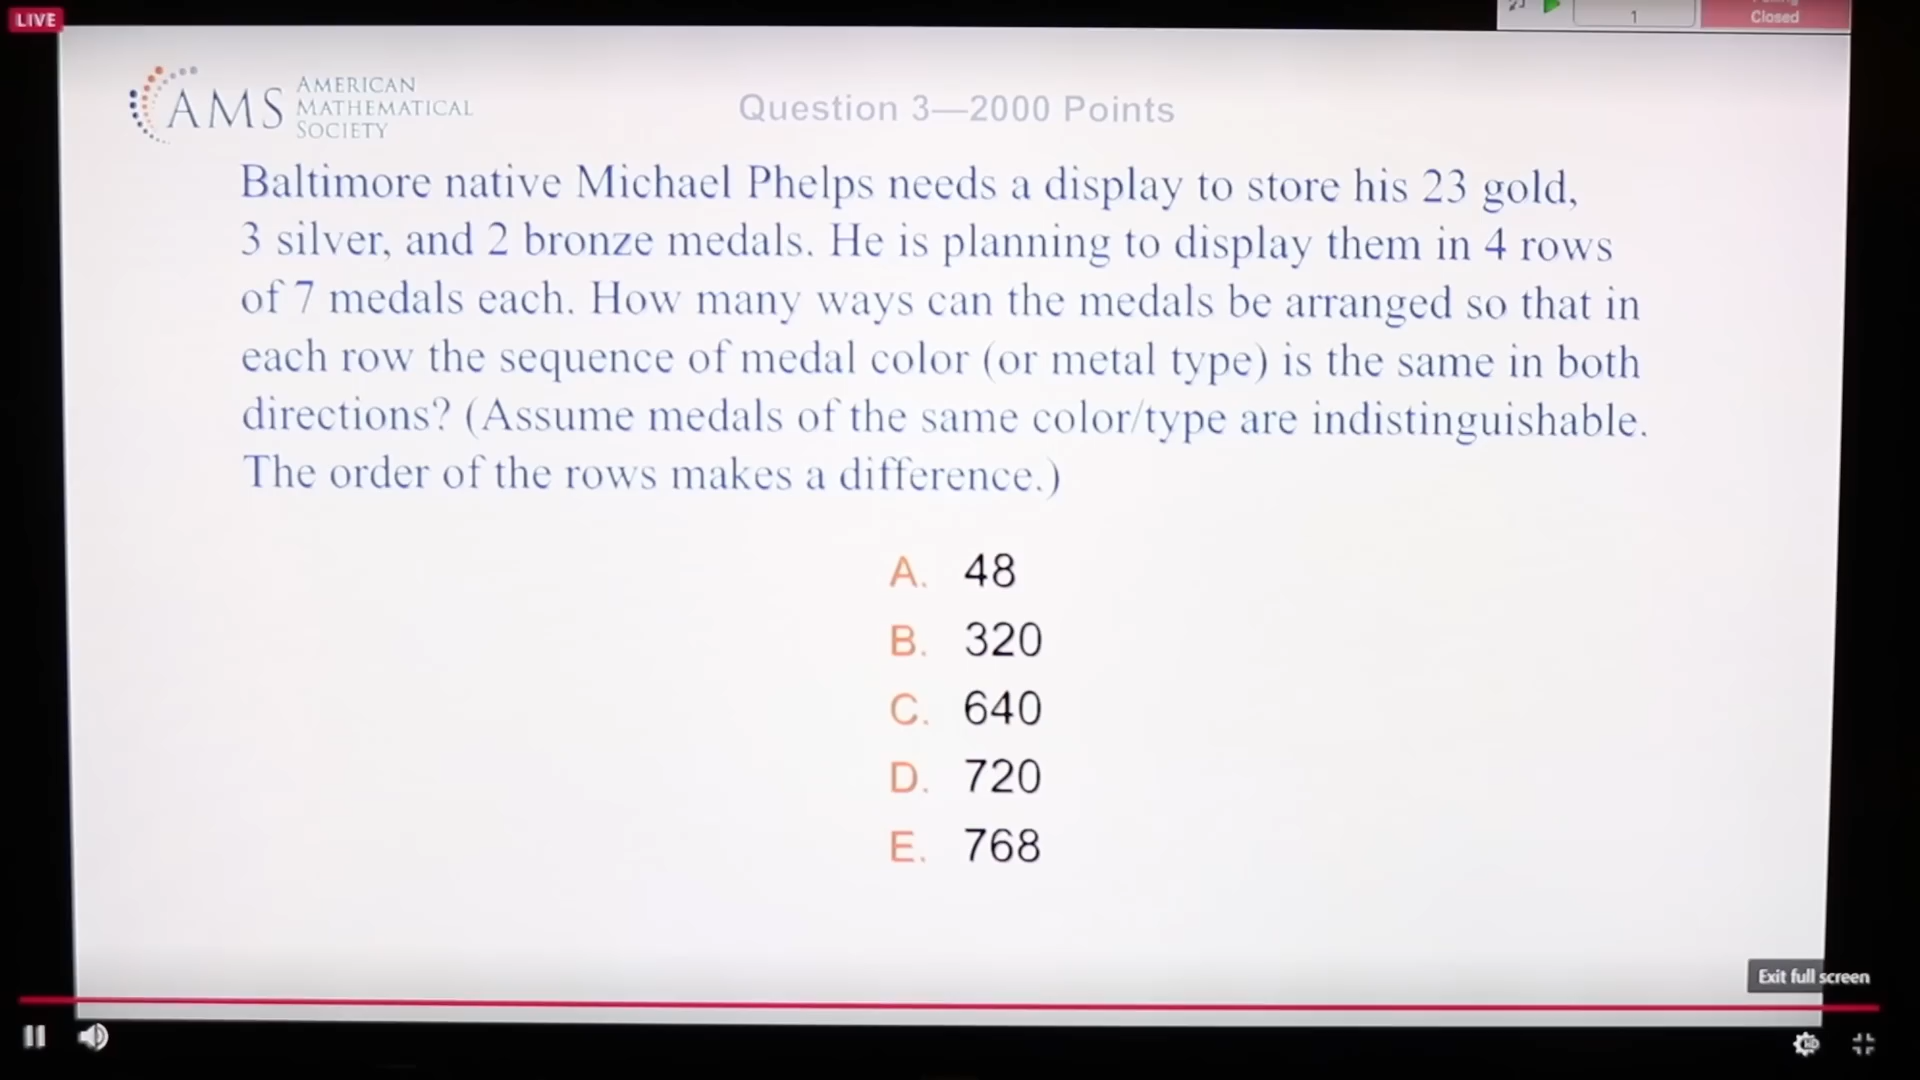 LIVE
1
Closed
AMS
AMERICAN
MATHEMATICAL
SOCIETY
Question 3—2000 Points
Baltimore native Michael Phelps needs a display to store his 23 gold,
3 silver, and 2 bronze medals. He is planning to display them in 4 rows
of 7 medals each. How many ways can the medals be arranged so that in
each row the sequence of medal color (or metal type) is the same in both
directions? (Assume medals of the same color/type are indistinguishable.
The order of the rows makes a difference.)
A. 48
B. 320
C. 640
D. 720
E. 768
Exit full screen
HD